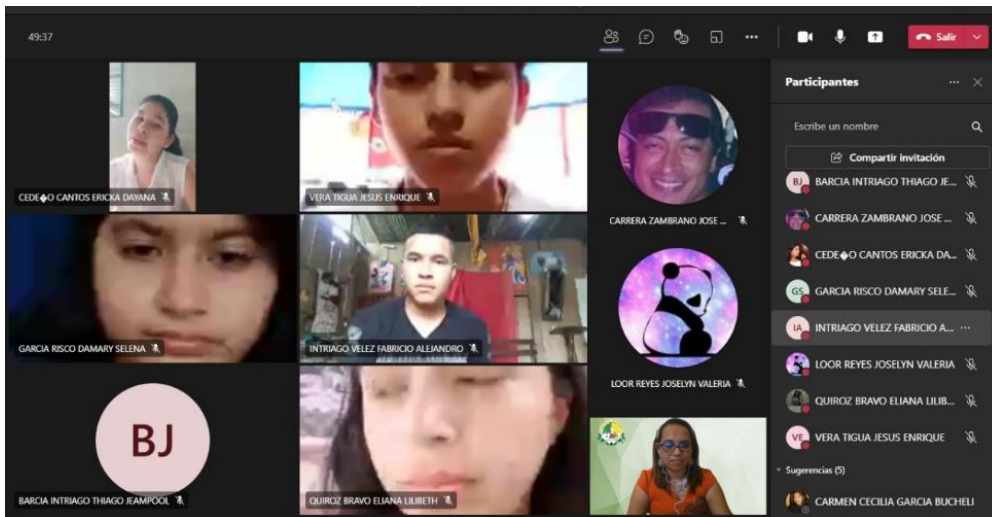 49:37
Salir
CEDE�O CANTOS ERICKA DAYANA
VERA TIGUA JESUS ENRIQUE
CARRERA ZAMBRANO JOSE ...
GARCIA RISCO DAMARY SELENA
INTRIAGO VELEZ FABRICIO ALEJANDRO
LOOR REYES JOSELYN VALERIA
BJ
BARCIA INTRIAGO THIAGO JEAMPOOL
QUIROZ BRAVO ELIANA LILIBETH
Participantes
Escribe un nombre
Compartir invitación
BJ BARCIA INTRIAGO THIAGO JE...
CARRERA ZAMBRANO JOSE ...
CEDE�O CANTOS ERICKA DA...
GS GARCIA RISCO DAMARY SELE...
IA INTRIAGO VELEZ FABRICIO A...
LOOR REYES JOSELYN VALERIA
QUIROZ BRAVO ELIANA LILIB...
VE VERA TIGUA JESUS ENRIQUE
Sugerencias (5)
CARMEN CECILIA GARCIA BUCHELI